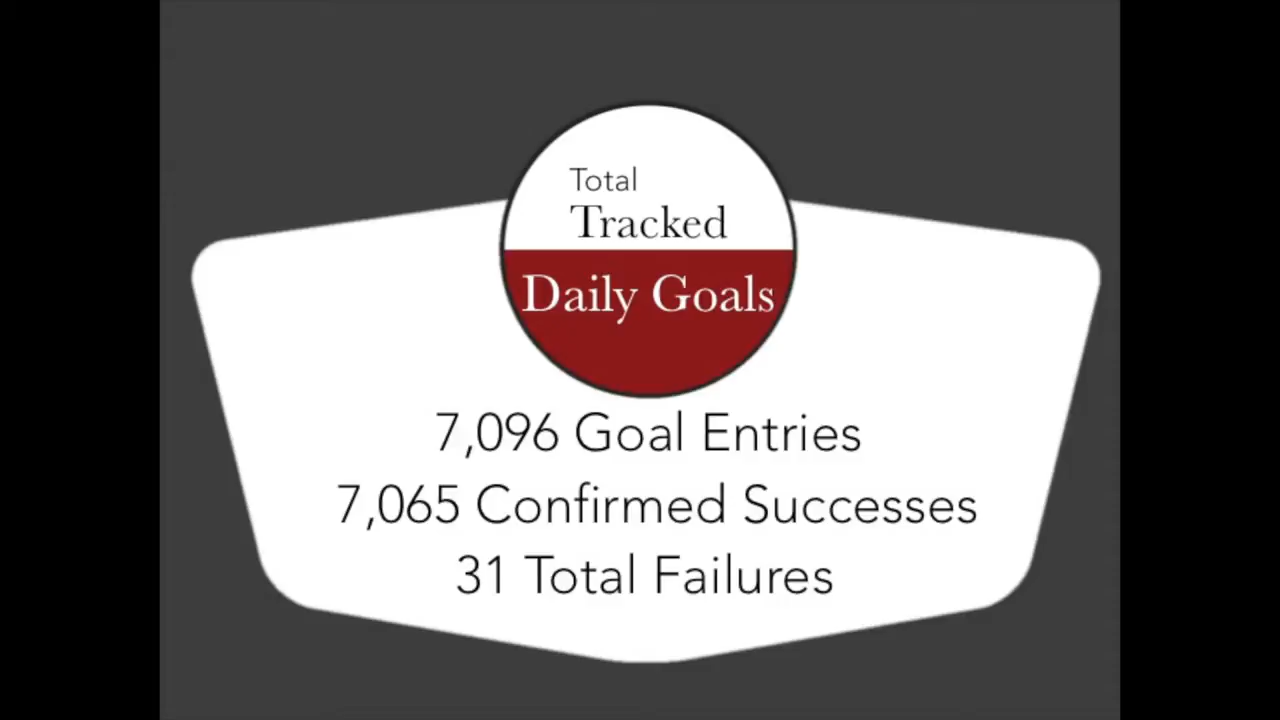 Total
Tracked
Daily Goals
7,096 Goal Entries
7,065 Confirmed Successes
31 Total Failures